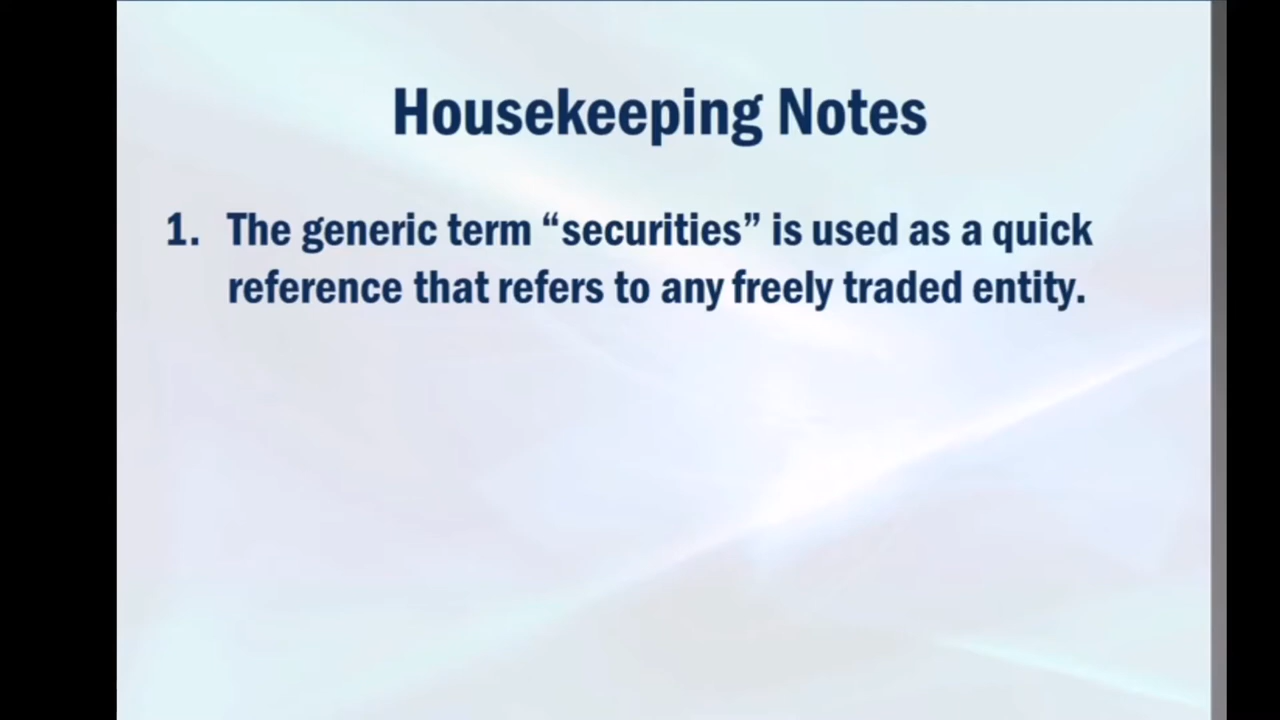 Housekeeping Notes
1. The generic term “securities” is used as a quick
reference that refers to any freely traded entity.